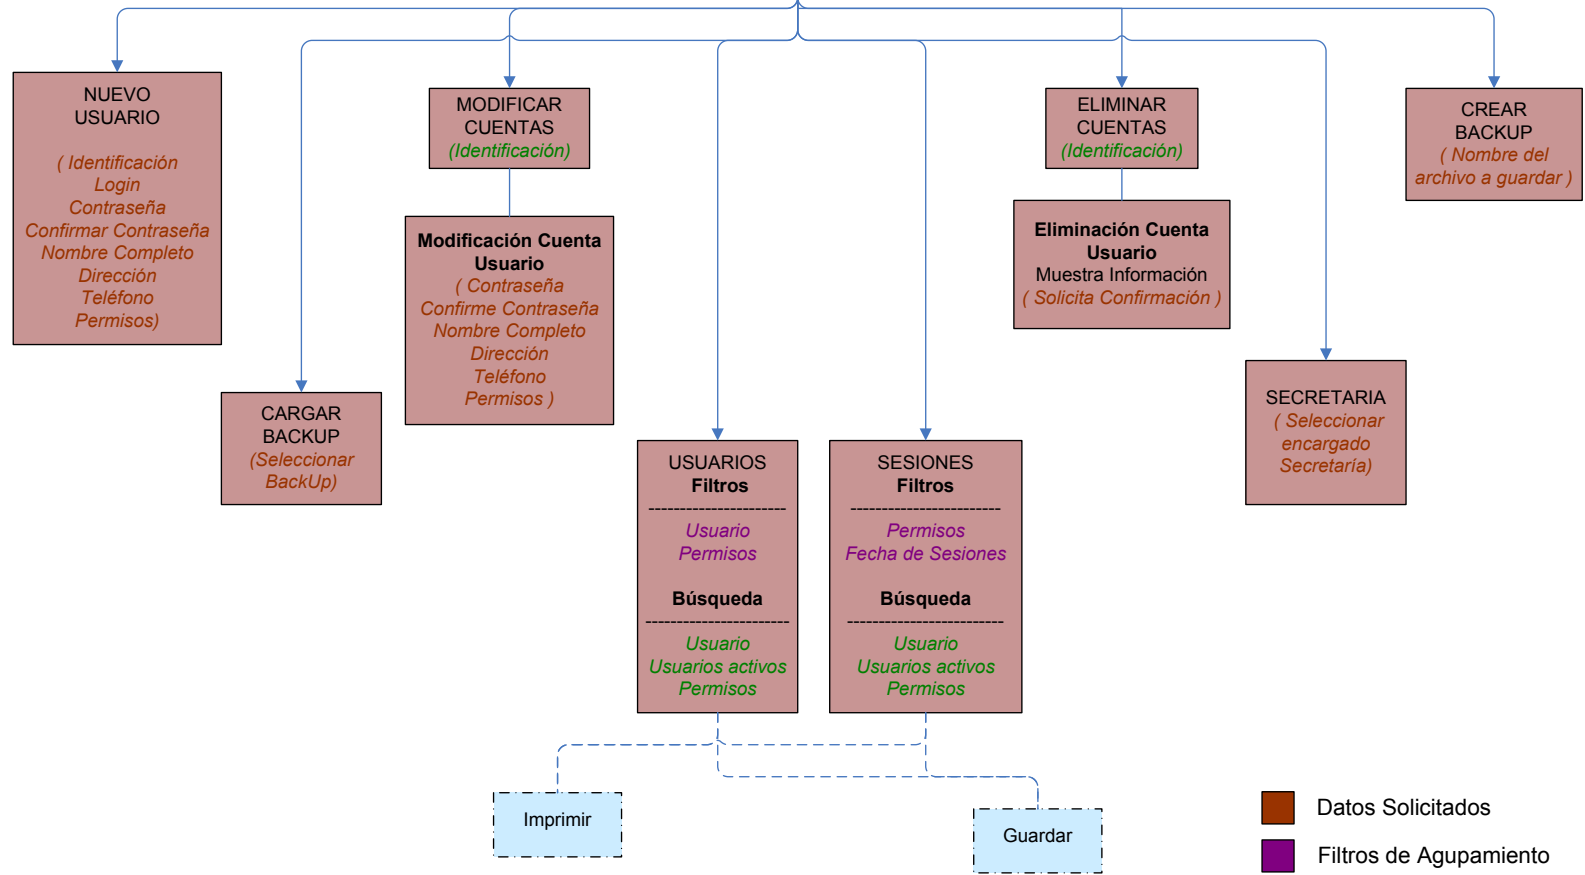 NUEVO
USUARIO
( Identificación
Login
Contraseña
Confirmar Contraseña
Nombre Completo
Dirección
Teléfono
Permisos)
MODIFICAR
CUENTAS
(Identificación)
Modificación Cuenta
Usuario
( Contraseña
Confirme Contraseña
Nombre Completo
Dirección
Teléfono
Permisos )
ELIMINAR
CUENTAS
(Identificación)
Eliminación Cuenta
Usuario
Muestra Información
( Solicita Confirmación )
CREAR
BACKUP
( Nombre del
archivo a guardar )
CARGAR
BACKUP
(Seleccionar
BackUp)
USUARIOS
Filtros
----------------------
Usuario
Permisos
Búsqueda
-----------------------
Usuario
Usuarios activos
Permisos
SESIONES
Filtros
------------------------
Permisos
Fecha de Sesiones
Búsqueda
-------------------------
Usuario
Usuarios activos
Permisos
SECRETARIA
( Seleccionar
encargado
Secretaría)
Imprimir
Guardar
Datos Solicitados
Filtros de Agupamiento